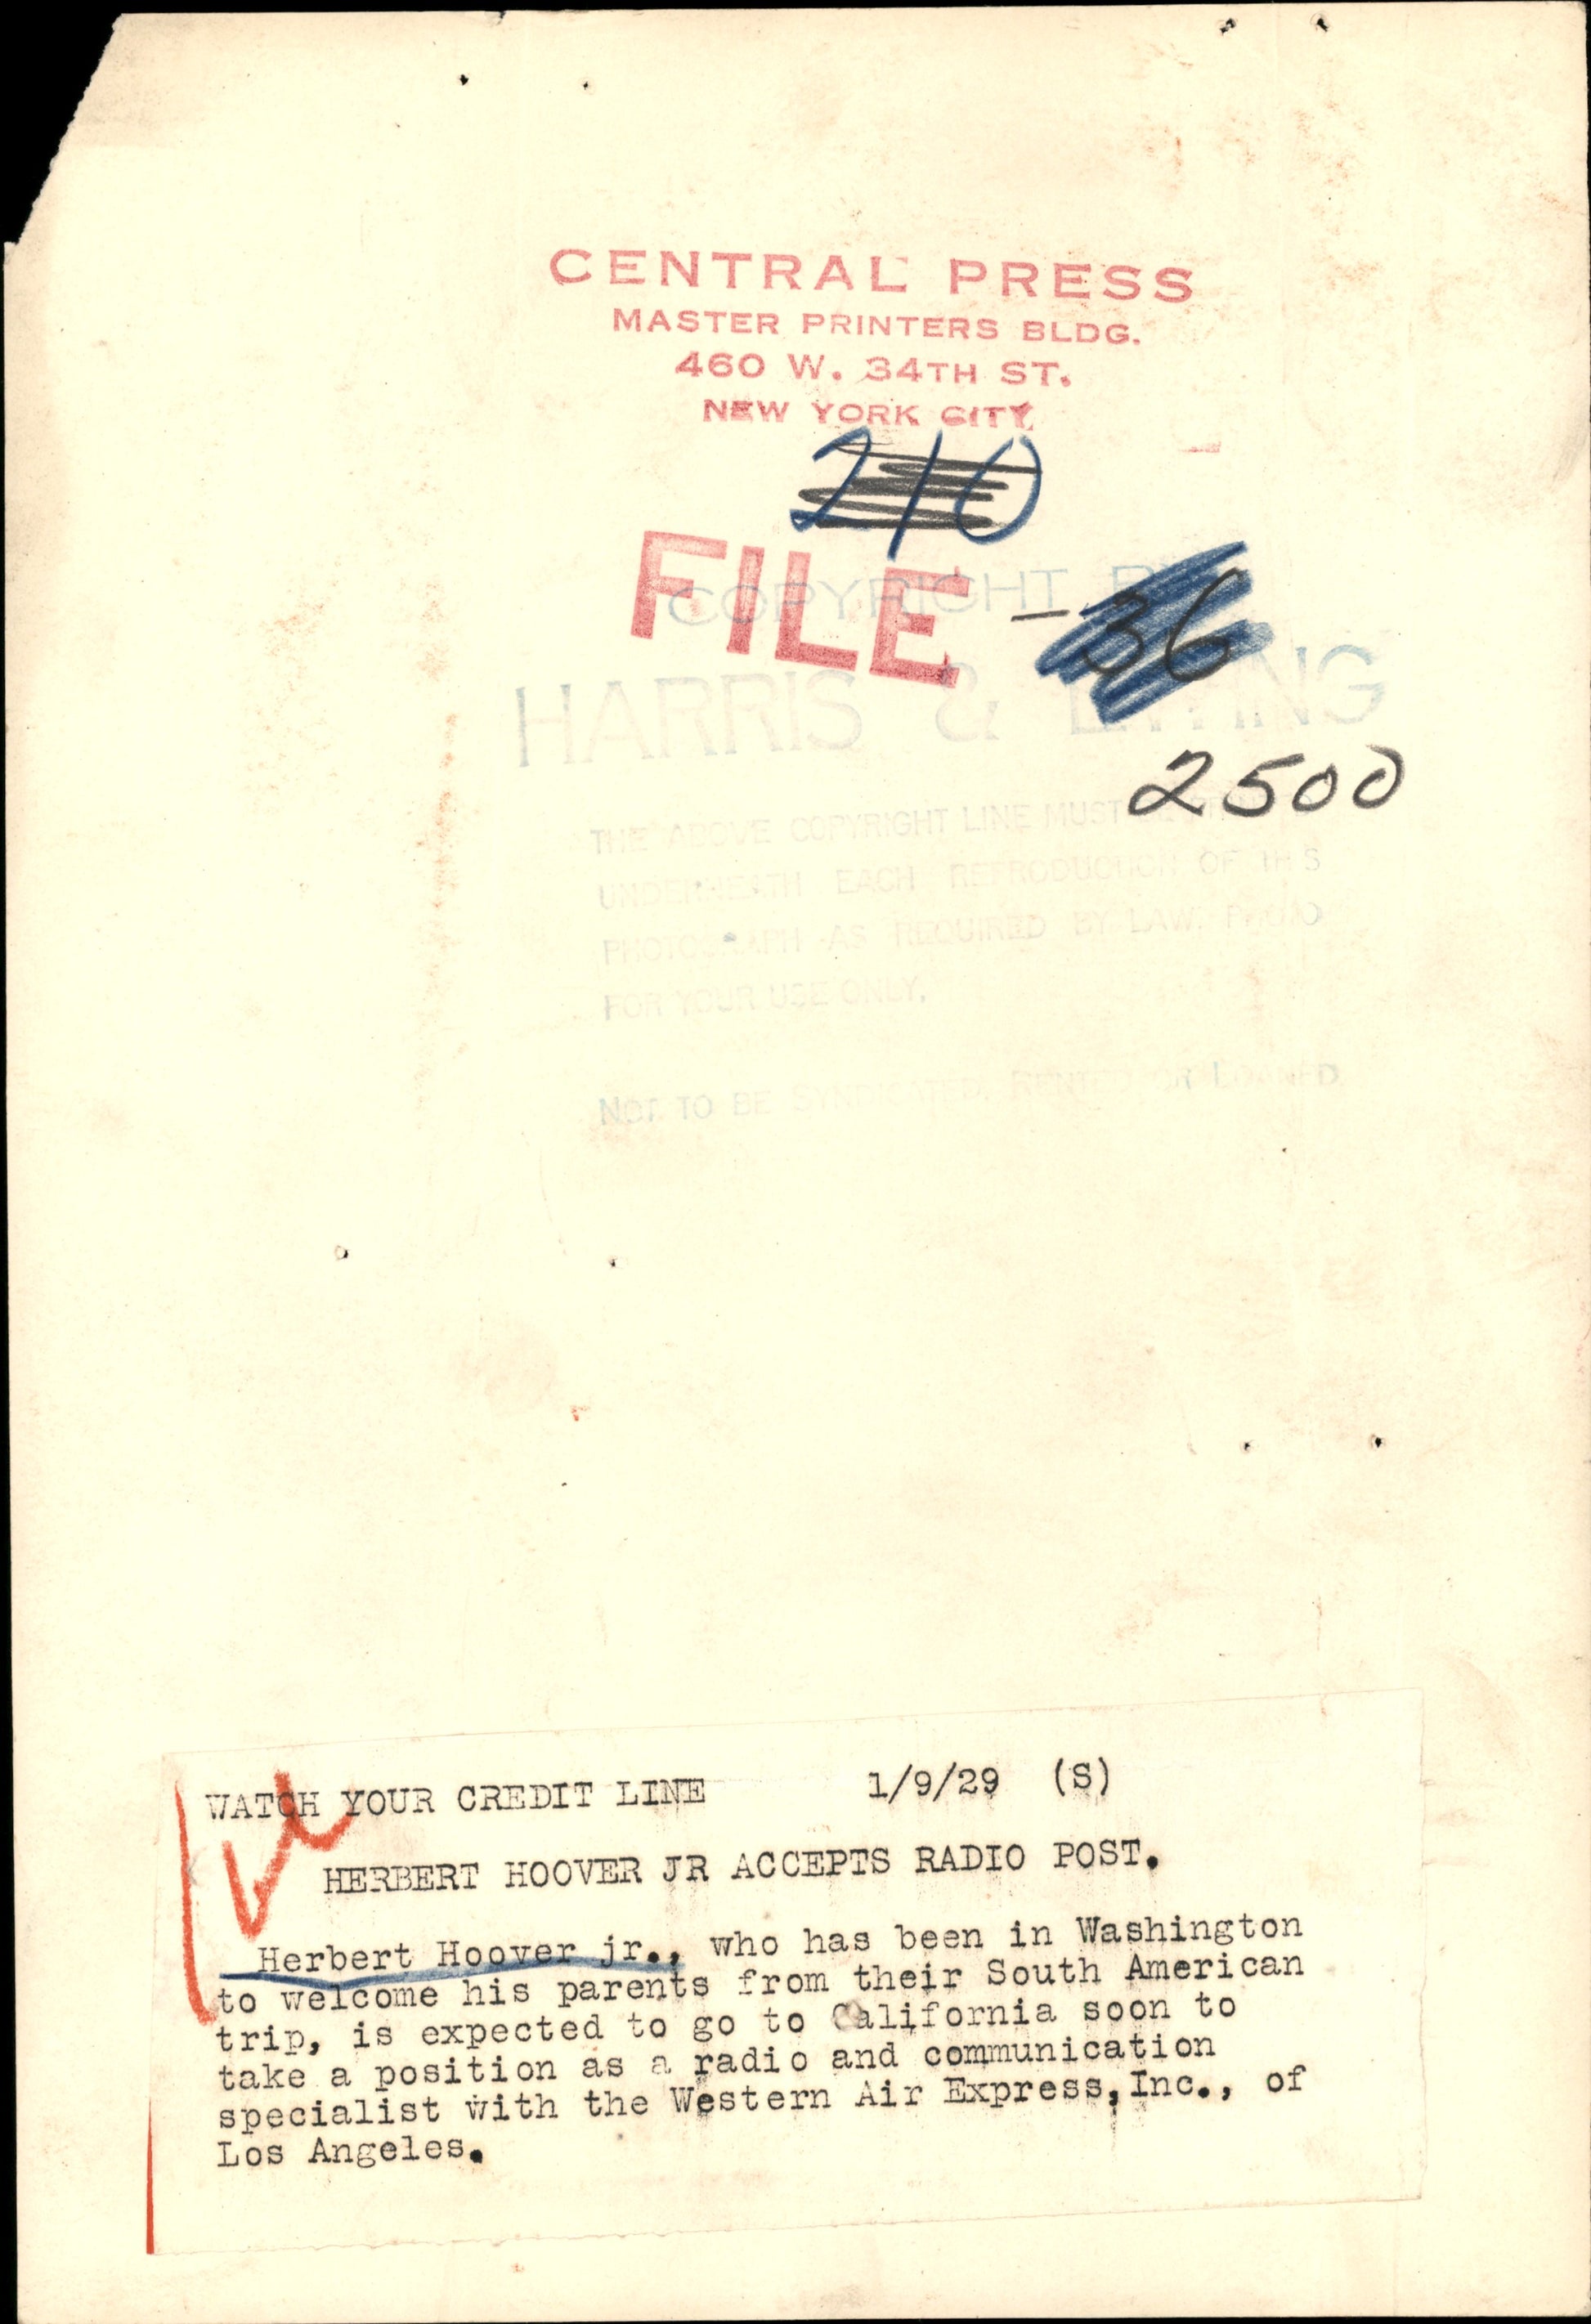 CENTRAL PRESS
MASTER PRINTERS BLDG.
460 W. 34TH ST.
NEW YORK CITY
210
FILE
COPYRIGHT BY
– 36
HARRIS & EWING
2500
THE ABOVE COPYRIGHT LINE MUST
UNDERNEATH EACH REPRODUCTION OF THIS
PHOTOGRAPH AS REQUIRED BY LAW. PHOTO
FOR YOUR USE ONLY.
NOT TO BE SYNDICATED, RENTED OR LOANED
WATCH YOUR CREDIT LINE 1/9/29 (S)
HERBERT HOOVER JR ACCEPTS RADIO POST.
Herbert Hoover jr., who has been in Washington
to welcome his parents from their South American
trip, is expected to go to California soon to
take a position as a radio and communication
specialist with the Western Air Express, Inc., of
Los Angeles.